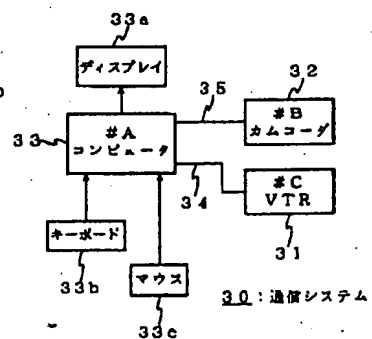 33a
ディスプレイ
35
32
33
#A
コンピュータ
#B
カムコーダ
34
#C
VTR
31
キーボード
33b
マウス
33c
30:通信システム